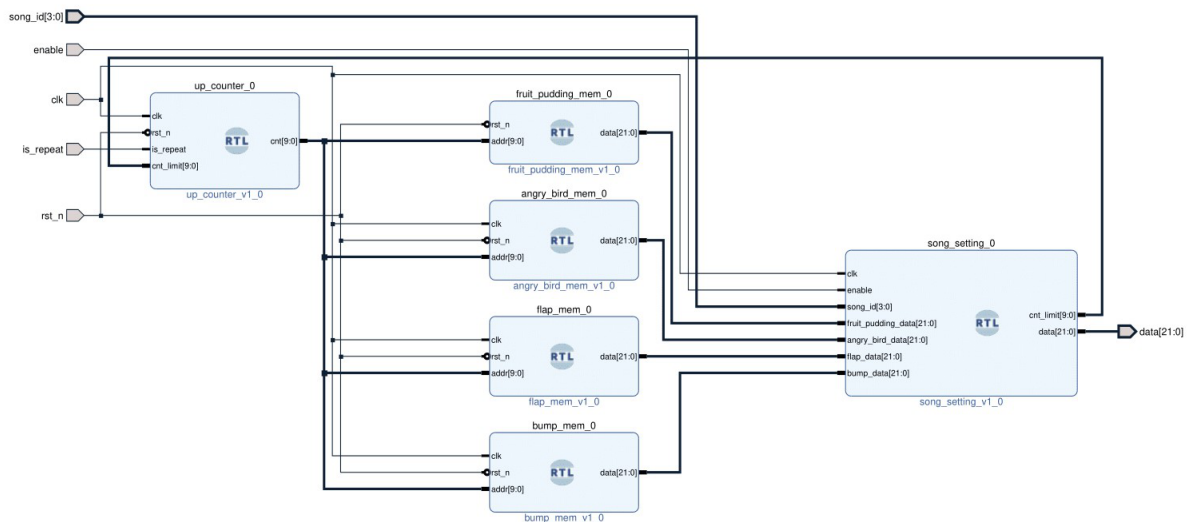 song_id[3:0]
enable
clk
is_repeat
rst_n
up_counter_0
clk
rst_n
is_repeat
cnt_limit[9:0]
RTL
cnt[9:0]
up_counter_v1_0
fruit_pudding_mem_0
rst_n
addr[9:0]
RTL
data[21:0]
fruit_pudding_mem_v1_0
angry_bird_mem_0
clk
rst_n
addr[9:0]
RTL
data[21:0]
angry_bird_mem_v1_0
flap_mem_0
clk
rst_n
addr[9:0]
RTL
data[21:0]
flap_mem_v1_0
bump_mem_0
clk
rst_n
addr[9:0]
RTL
data[21:0]
bump_mem_v1_0
song_setting_0
clk
enable
song_id[3:0]
fruit_pudding_data[21:0]
angry_bird_data[21:0]
flap_data[21:0]
bump_data[21:0]
RTL
cnt_limit[9:0]
data[21:0]
song_setting_v1_0
data[21:0]